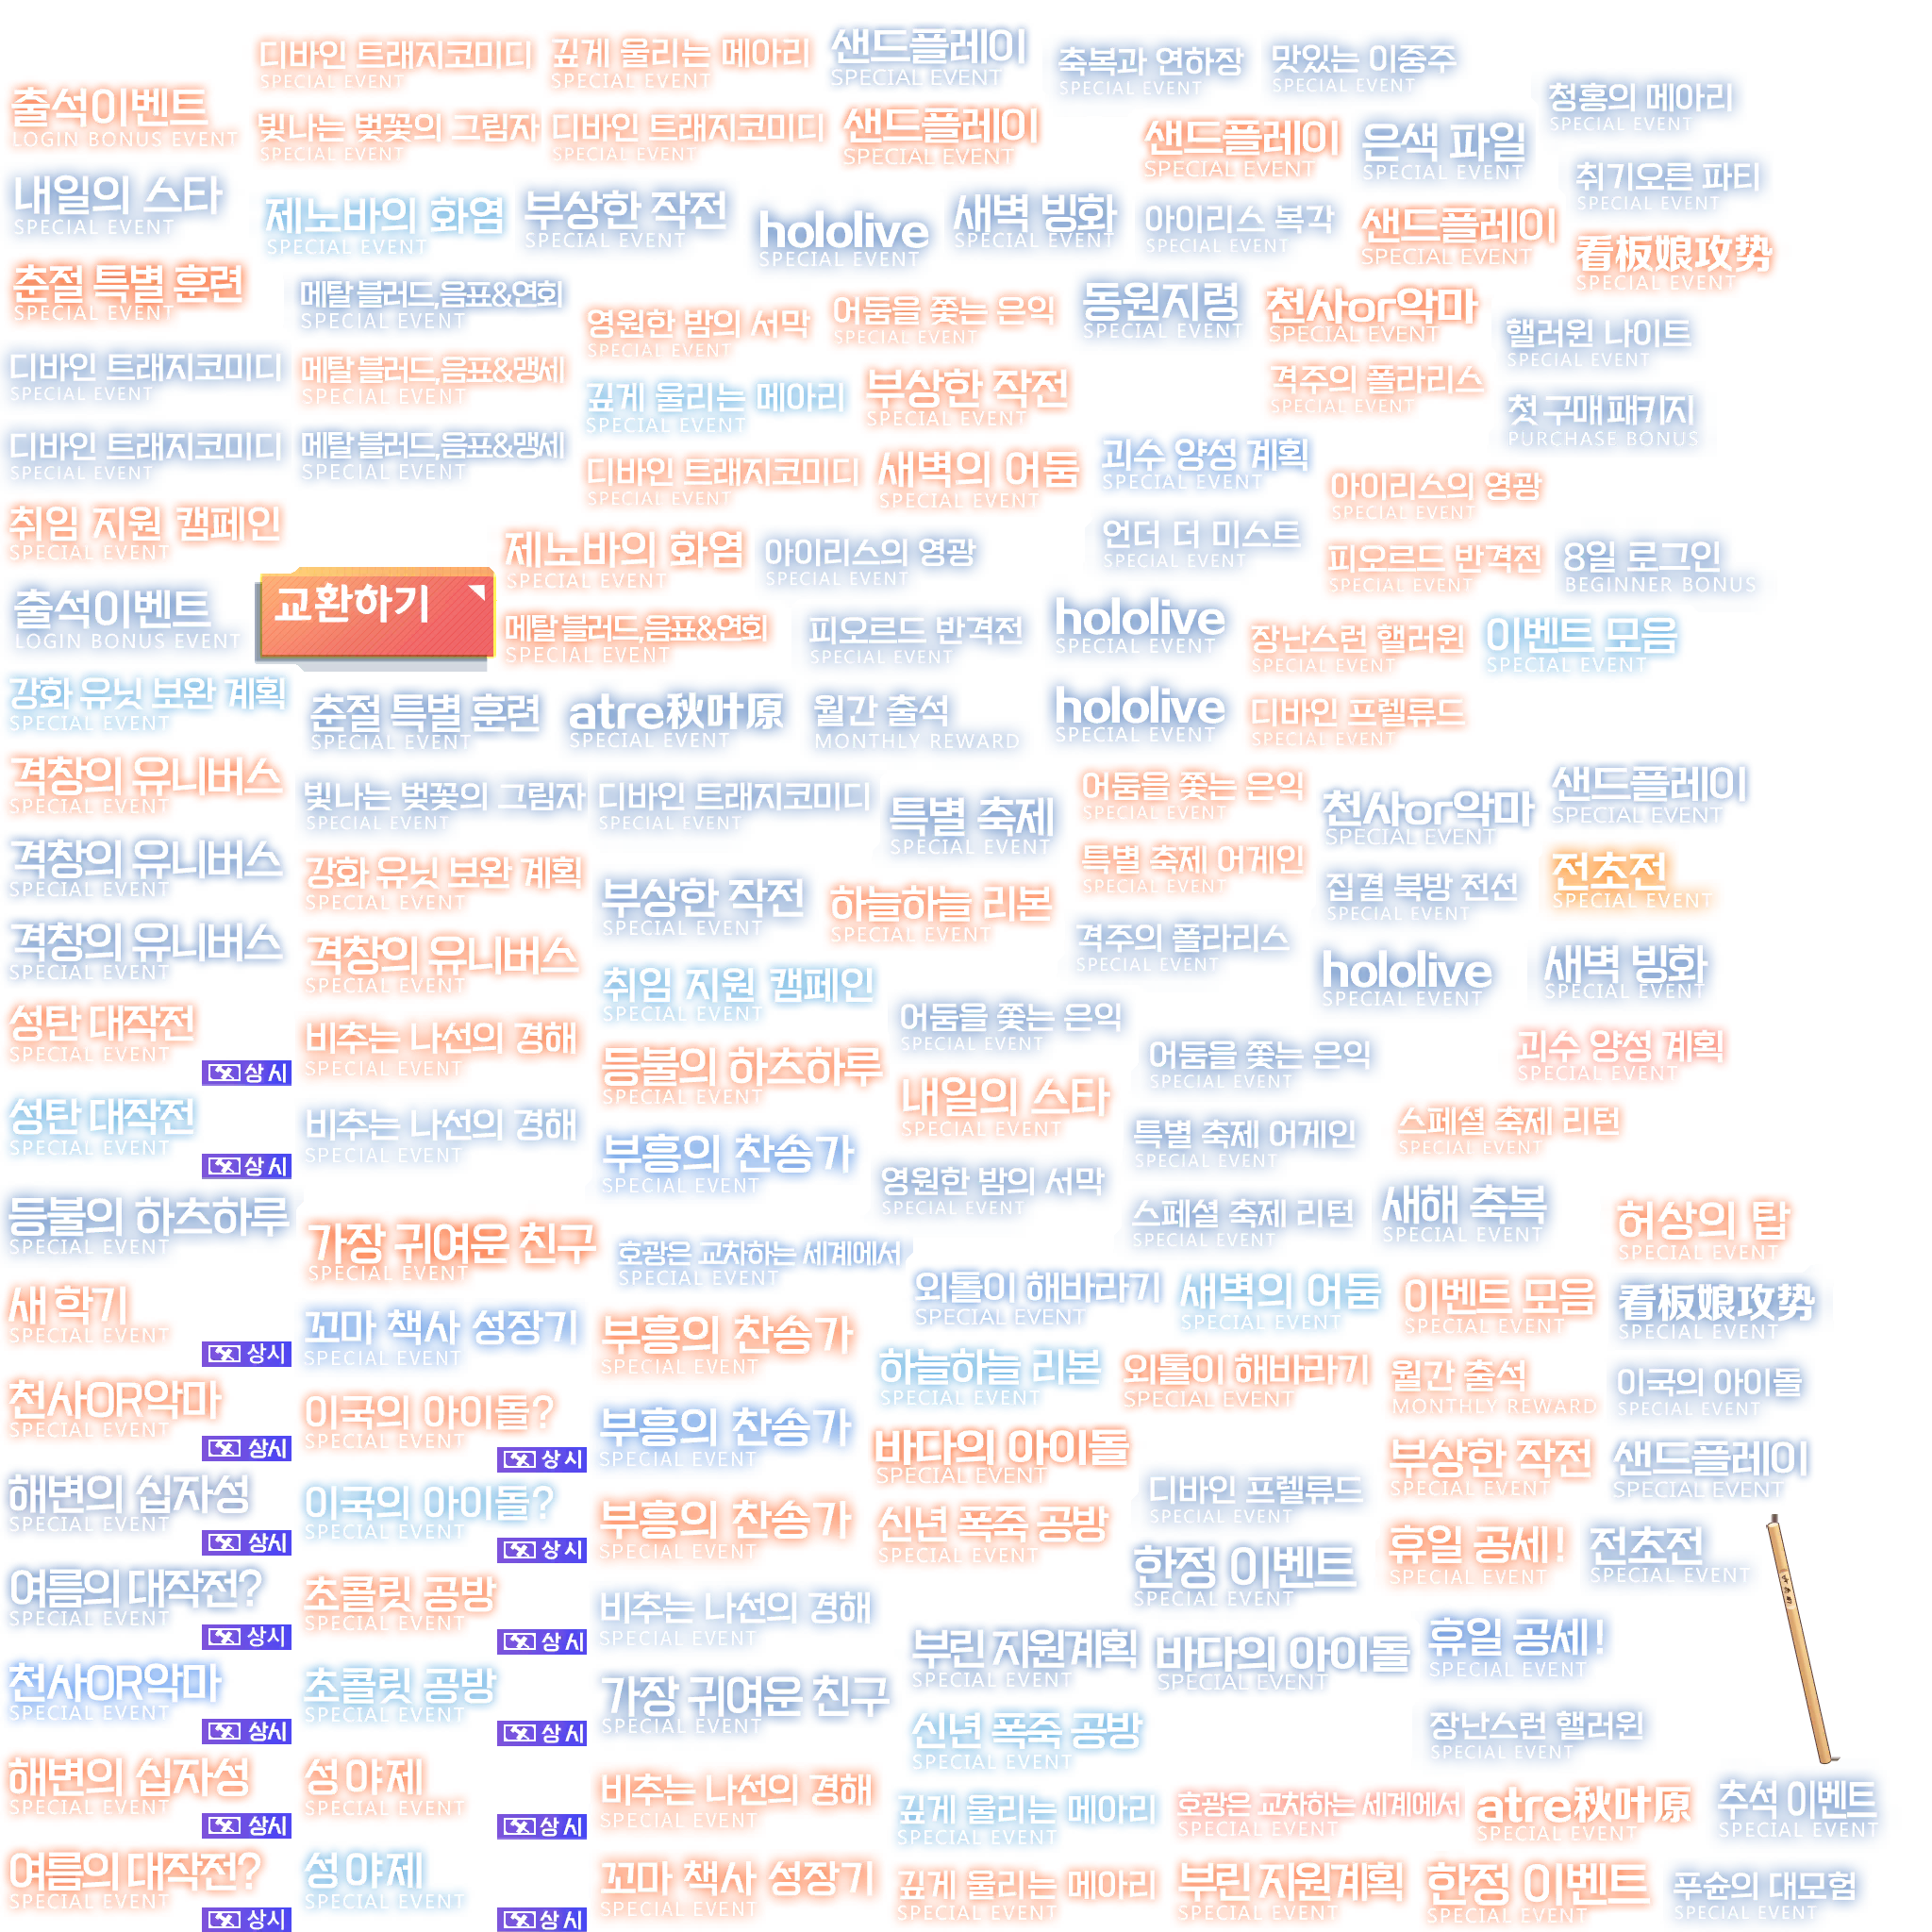 디바인 트래지코미디
SPECIAL EVENT
깊게 울리는 메아리
SPECIAL EVENT
샌드플레이
SPECIAL EVENT
축복과 연하장
SPECIAL EVENT
맛있는 이중주
SPECIAL EVENT
청홍의 메아리
SPECIAL EVENT
출석이벤트
LOGIN BONUS EVENT
빛나는 벚꽃의 그림자
SPECIAL EVENT
디바인 트래지코미디
SPECIAL EVENT
샌드플레이
SPECIAL EVENT
샌드플레이
SPECIAL EVENT
은색 파일
SPECIAL EVENT
취기오른 파티
SPECIAL EVENT
내일의 스타
SPECIAL EVENT
제노바의 화염
SPECIAL EVENT
부상한 작전
SPECIAL EVENT
hololive
SPECIAL EVENT
새벽 빙화
SPECIAL EVENT
아이리스 복각
SPECIAL EVENT
샌드플레이
SPECIAL EVENT
看板娘攻势
SPECIAL EVENT
춘절 특별 훈련
SPECIAL EVENT
메탈 블러드,음표&연회
SPECIAL EVENT
영원한 밤의 서막
SPECIAL EVENT
어둠을 쫓는 은익
SPECIAL EVENT
동원지령
SPECIAL EVENT
천사or악마
SPECIAL EVENT
핼러윈 나이트
SPECIAL EVENT
디바인 트래지코미디
SPECIAL EVENT
메탈 블러드,음표&맹세
SPECIAL EVENT
깊게 울리는 메아리
SPECIAL EVENT
부상한 작전
SPECIAL EVENT
격주의 폴라리스
SPECIAL EVENT
첫 구매 패키지
PURCHASE BONUS
디바인 트래지코미디
SPECIAL EVENT
메탈 블러드,음표&맹세
SPECIAL EVENT
디바인 트래지코미디
SPECIAL EVENT
새벽의 어둠
SPECIAL EVENT
괴수 양성 계획
SPECIAL EVENT
아이리스의 영광
SPECIAL EVENT
취임 지원 캠페인
SPECIAL EVENT
제노바의 화염
SPECIAL EVENT
아이리스의 영광
SPECIAL EVENT
언더 더 미스트
SPECIAL EVENT
피오르드 반격전
SPECIAL EVENT
8일 로그인
BEGINNER BONUS
출석이벤트
LOGIN BONUS EVENT
교환하기
메탈 블러드,음표&연회
SPECIAL EVENT
피오르드 반격전
SPECIAL EVENT
hololive
SPECIAL EVENT
장난스런 핼러윈
SPECIAL EVENT
이벤트 모음
SPECIAL EVENT
강화 유닛 보완 계획
SPECIAL EVENT
춘절 특별 훈련
SPECIAL EVENT
atre秋叶原
SPECIAL EVENT
월간 출석
MONTHLY REWARD
hololive
SPECIAL EVENT
디바인 프렐류드
SPECIAL EVENT
격창의 유니버스
SPECIAL EVENT
빛나는 벚꽃의 그림자
SPECIAL EVENT
디바인 트래지코미디
SPECIAL EVENT
특별 축제
SPECIAL EVENT
어둠을 쫓는 은익
SPECIAL EVENT
천사or악마
SPECIAL EVENT
샌드플레이
SPECIAL EVENT
격창의 유니버스
SPECIAL EVENT
강화 유닛 보완 계획
SPECIAL EVENT
부상한 작전
SPECIAL EVENT
하늘하늘 리본
SPECIAL EVENT
특별 축제 어게인
SPECIAL EVENT
집결 북방 전선
SPECIAL EVENT
전초전
SPECIAL EVENT
격창의 유니버스
SPECIAL EVENT
격창의 유니버스
SPECIAL EVENT
취임 지원 캠페인
SPECIAL EVENT
격주의 폴라리스
SPECIAL EVENT
hololive
SPECIAL EVENT
새벽 빙화
SPECIAL EVENT
성탄 대작전
SPECIAL EVENT
상시
비추는 나선의 경해
SPECIAL EVENT
등불의 하츠하루
SPECIAL EVENT
어둠을 쫓는 은익
SPECIAL EVENT
어둠을 쫓는 은익
SPECIAL EVENT
괴수 양성 계획
SPECIAL EVENT
성탄 대작전
SPECIAL EVENT
상시
비추는 나선의 경해
SPECIAL EVENT
부흥의 찬송가
SPECIAL EVENT
내일의 스타
SPECIAL EVENT
특별 축제 어게인
SPECIAL EVENT
스페셜 축제 리턴
SPECIAL EVENT
등불의 하츠하루
SPECIAL EVENT
가장 귀여운 친구
SPECIAL EVENT
호광은 교차하는 세계에서
SPECIAL EVENT
영원한 밤의 서막
SPECIAL EVENT
스페셜 축제 리턴
SPECIAL EVENT
새해 축복
SPECIAL EVENT
허상의 탑
SPECIAL EVENT
새 학기
SPECIAL EVENT
상시
꼬마 책사 성장기
SPECIAL EVENT
부흥의 찬송가
SPECIAL EVENT
외톨이 해바라기
SPECIAL EVENT
새벽의 어둠
SPECIAL EVENT
이벤트 모음
SPECIAL EVENT
看板娘攻势
SPECIAL EVENT
천사OR악마
SPECIAL EVENT
상시
이국의 아이돌?
SPECIAL EVENT
상시
부흥의 찬송가
SPECIAL EVENT
하늘하늘 리본
SPECIAL EVENT
외톨이 해바라기
SPECIAL EVENT
월간 출석
MONTHLY REWARD
이국의 아이돌
SPECIAL EVENT
해변의 십자성
SPECIAL EVENT
상시
이국의 아이돌?
SPECIAL EVENT
상시
부흥의 찬송가
SPECIAL EVENT
바다의 아이돌
SPECIAL EVENT
디바인 프렐류드
SPECIAL EVENT
부상한 작전
SPECIAL EVENT
샌드플레이
SPECIAL EVENT
여름의 대작전?
SPECIAL EVENT
상시
초콜릿 공방
SPECIAL EVENT
상시
비추는 나선의 경해
SPECIAL EVENT
신년 폭죽 공방
SPECIAL EVENT
한정 이벤트
SPECIAL EVENT
휴일 공세!
SPECIAL EVENT
전초전
SPECIAL EVENT
천사OR악마
SPECIAL EVENT
상시
초콜릿 공방
SPECIAL EVENT
상시
가장 귀여운 친구
SPECIAL EVENT
부린 지원계획
SPECIAL EVENT
바다의 아이돌
SPECIAL EVENT
휴일 공세!
SPECIAL EVENT
신년 폭죽 공방
SPECIAL EVENT
장난스런 핼러윈
SPECIAL EVENT
해변의 십자성
SPECIAL EVENT
상시
성야제
SPECIAL EVENT
상시
비추는 나선의 경해
SPECIAL EVENT
깊게 울리는 메아리
SPECIAL EVENT
호광은 교차하는 세계에서
SPECIAL EVENT
atre秋叶原
SPECIAL EVENT
추석 이벤트
SPECIAL EVENT
여름의 대작전?
SPECIAL EVENT
상시
성야제
SPECIAL EVENT
상시
꼬마 책사 성장기
SPECIAL EVENT
깊게 울리는 메아리
SPECIAL EVENT
부린 지원계획
SPECIAL EVENT
한정 이벤트
SPECIAL EVENT
푸슌의 대모험
SPECIAL EVENT